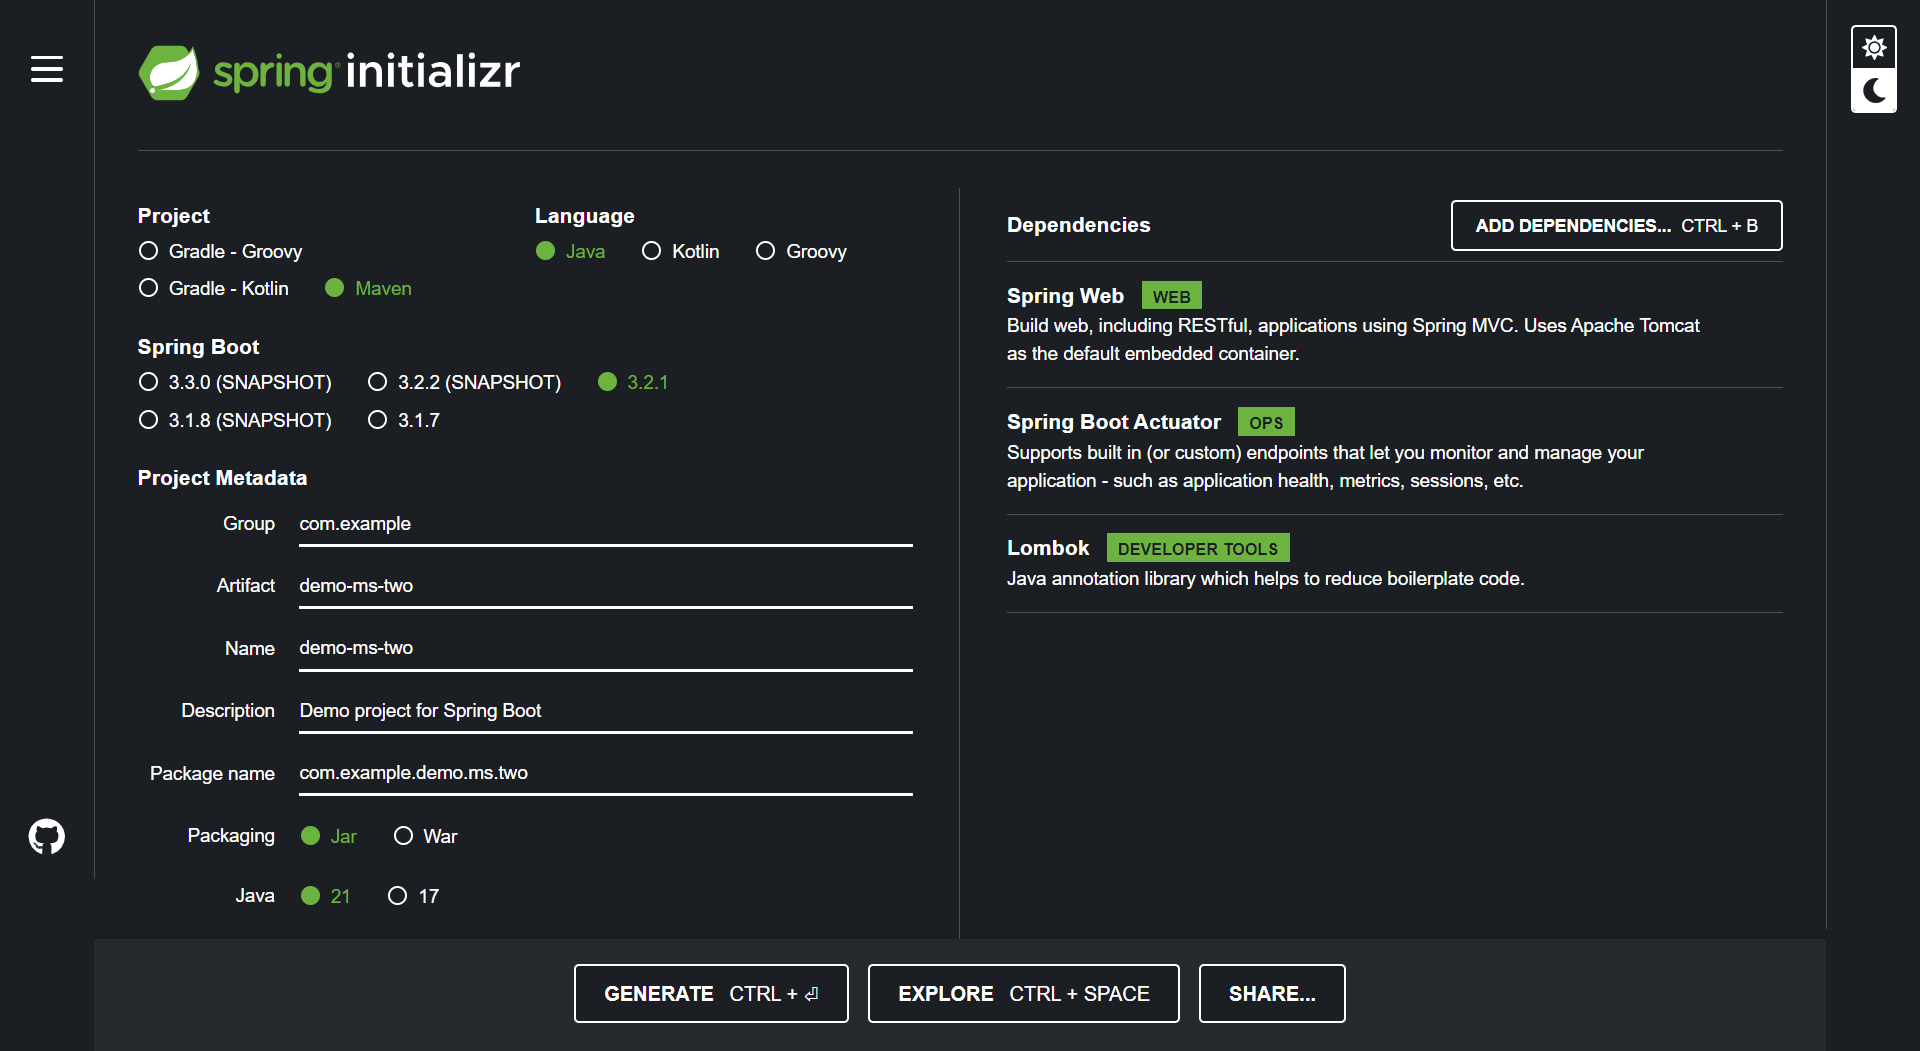 spring initializr
Project
Gradle - Groovy
Gradle - Kotlin Maven
Language
Java Kotlin Groovy
Spring Boot
3.3.0 (SNAPSHOT) 3.2.2 (SNAPSHOT) 3.2.1
3.1.8 (SNAPSHOT) 3.1.7
Project Metadata
Group com.example
Artifact demo-ms-two
Name demo-ms-two
Description Demo project for Spring Boot
Package name com.example.demo.ms.two
Packaging Jar War
Java 21 17
Dependencies ADD DEPENDENCIES... CTRL + B
Spring Web WEB
Build web, including RESTful, applications using Spring MVC. Uses Apache Tomcat
as the default embedded container.
Spring Boot Actuator OPS
Supports built in (or custom) endpoints that let you monitor and manage your
application - such as application health, metrics, sessions, etc.
Lombok DEVELOPER TOOLS
Java annotation library which helps to reduce boilerplate code.
GENERATE CTRL + ⏎ EXPLORE CTRL + SPACE SHARE...